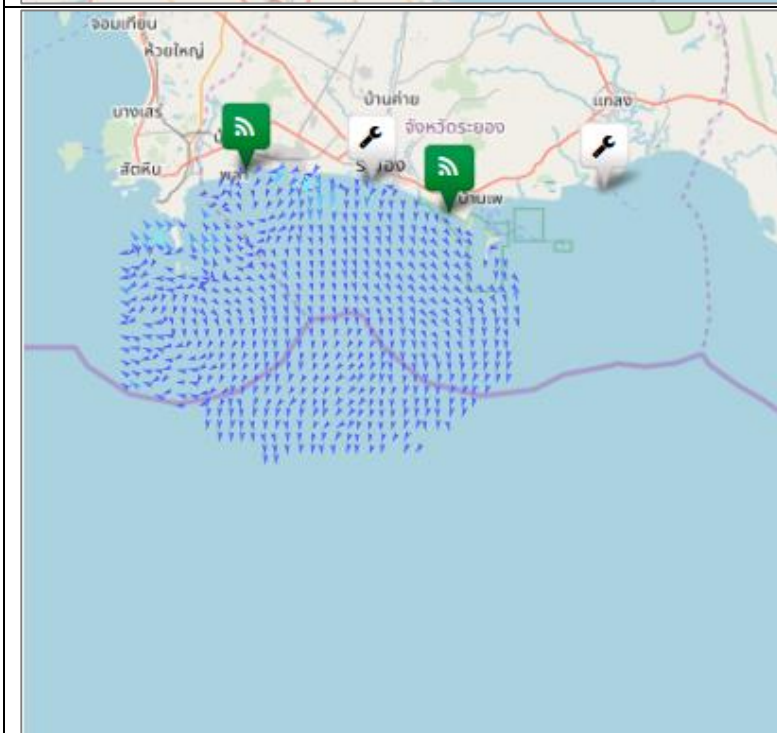 จอมเทียน
ห้วยใหญ่
บ้านค่าย
แกลง
บางเสร่
จังหวัดระยอง
สัตหีบ
บ้านเพ